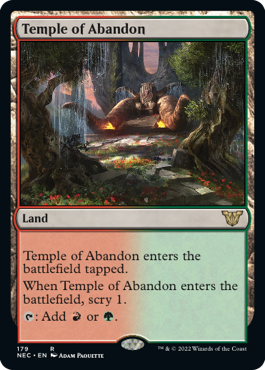 Temple of Abandon
Land
Temple of Abandon enters the
battlefield tapped.
When Temple of Abandon enters the
battlefield, scry 1.
: Add or .
179 R
NEC • EN ADAM PAQUETTE
™ & © 2022 Wizards of the Coast